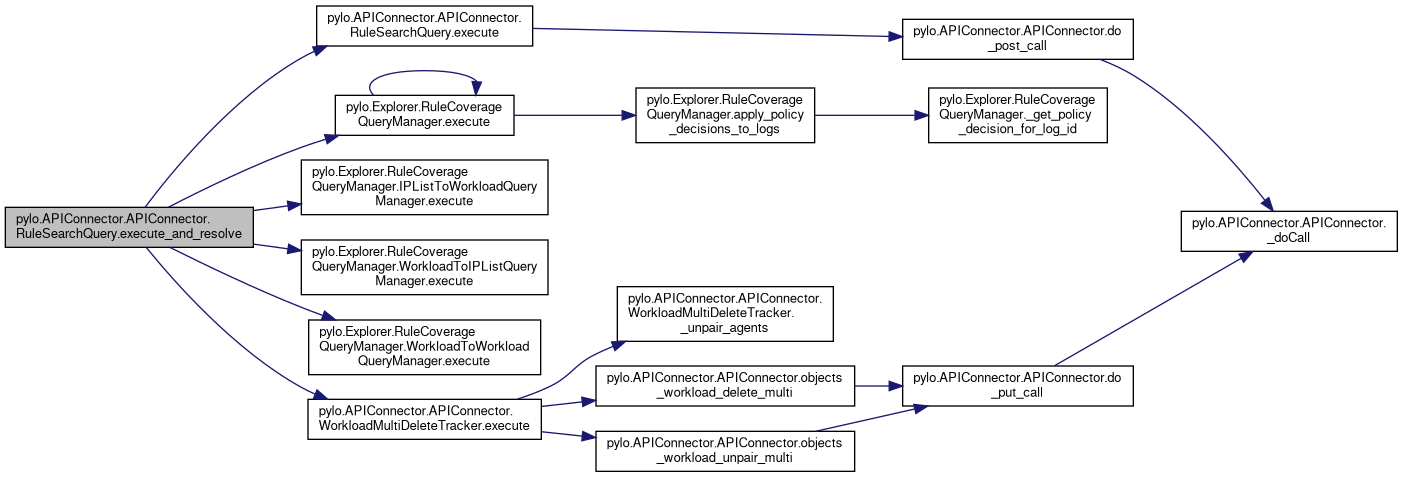 pylo.APIConnector.APIConnector.
RuleSearchQuery.execute_and_resolve
pylo.APIConnector.APIConnector.
RuleSearchQuery.execute
pylo.APIConnector.APIConnector.do
_post_call
pylo.Explorer.RuleCoverage
QueryManager.execute
pylo.Explorer.RuleCoverage
QueryManager.apply_policy
_decisions_to_logs
pylo.Explorer.RuleCoverage
QueryManager._get_policy
_decision_for_log_id
pylo.Explorer.RuleCoverage
QueryManager.IPListToWorkloadQuery
Manager.execute
pylo.Explorer.RuleCoverage
QueryManager.WorkloadToIPListQuery
Manager.execute
pylo.Explorer.RuleCoverage
QueryManager.WorkloadToWorkload
QueryManager.execute
pylo.APIConnector.APIConnector.
WorkloadMultiDeleteTracker.execute
pylo.APIConnector.APIConnector.
WorkloadMultiDeleteTracker.
_unpair_agents
pylo.APIConnector.APIConnector.objects
_workload_delete_multi
pylo.APIConnector.APIConnector.objects
_workload_unpair_multi
pylo.APIConnector.APIConnector.do
_put_call
pylo.APIConnector.APIConnector.
_doCall